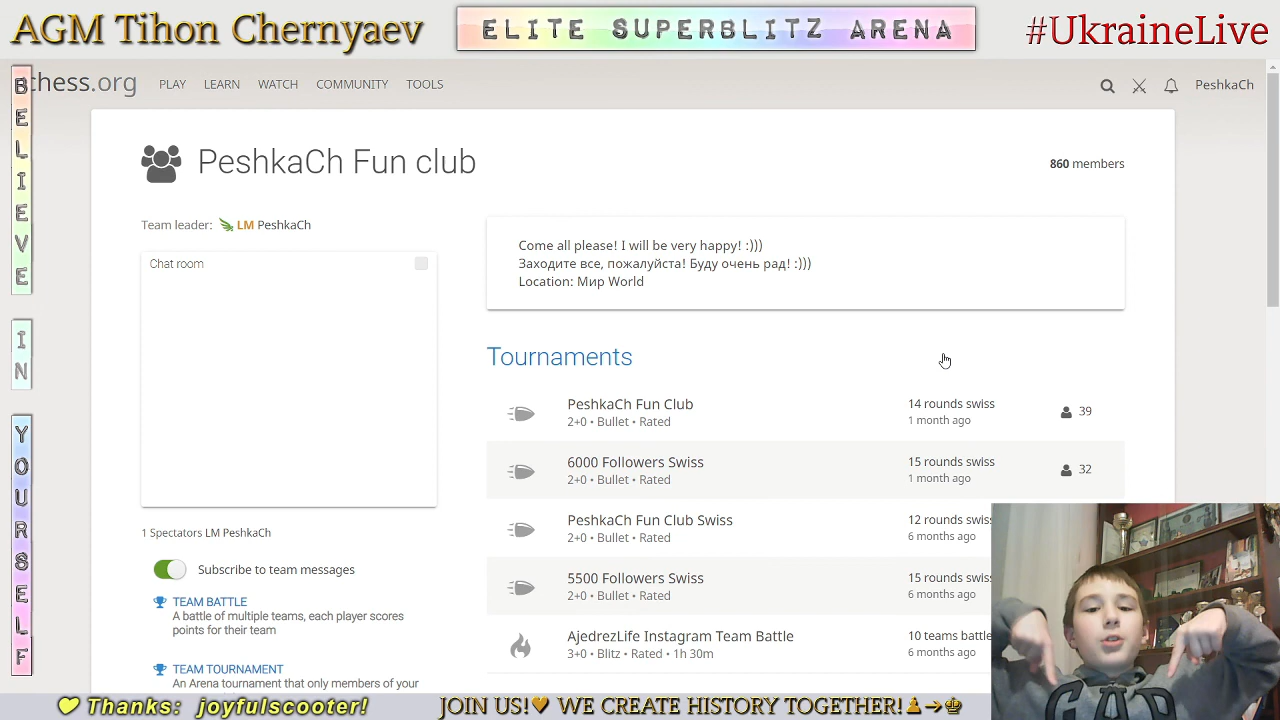 AGM Tihon Chernyaev
ELITE SUPERBLITZ ARENA
#UkraineLive
BELIEVE
IN
YOURSELF
chess.org
PLAY LEARN WATCH COMMUNITY TOOLS
PeshkaCh
PeshkaCh Fun club
860 members
Team leader: LM PeshkaCh
Chat room
Come all please! I will be very happy! :)))
Заходите все, пожалуйста! Буду очень рад! :)))
Location: Мир World
Tournaments
PeshkaCh Fun Club 14 rounds swiss 39
2+0 • Bullet • Rated 1 month ago
6000 Followers Swiss 15 rounds swiss 32
2+0 • Bullet • Rated 1 month ago
PeshkaCh Fun Club Swiss 12 rounds swiss
2+0 • Bullet • Rated 6 months ago
5500 Followers Swiss 15 rounds swiss
2+0 • Bullet • Rated 6 months ago
AjedrezLife Instagram Team Battle 10 teams battle
3+0 • Blitz • Rated • 1h 30m 6 months ago
1 Spectators LM PeshkaCh
Subscribe to team messages
TEAM BATTLE
A battle of multiple teams, each player scores
points for their team
TEAM TOURNAMENT
An Arena tournament that only members of your
GAP
Thanks: joyfulscooter!
JOIN US!♥ WE CREATE HISTORY TOGETHER!♟→♚